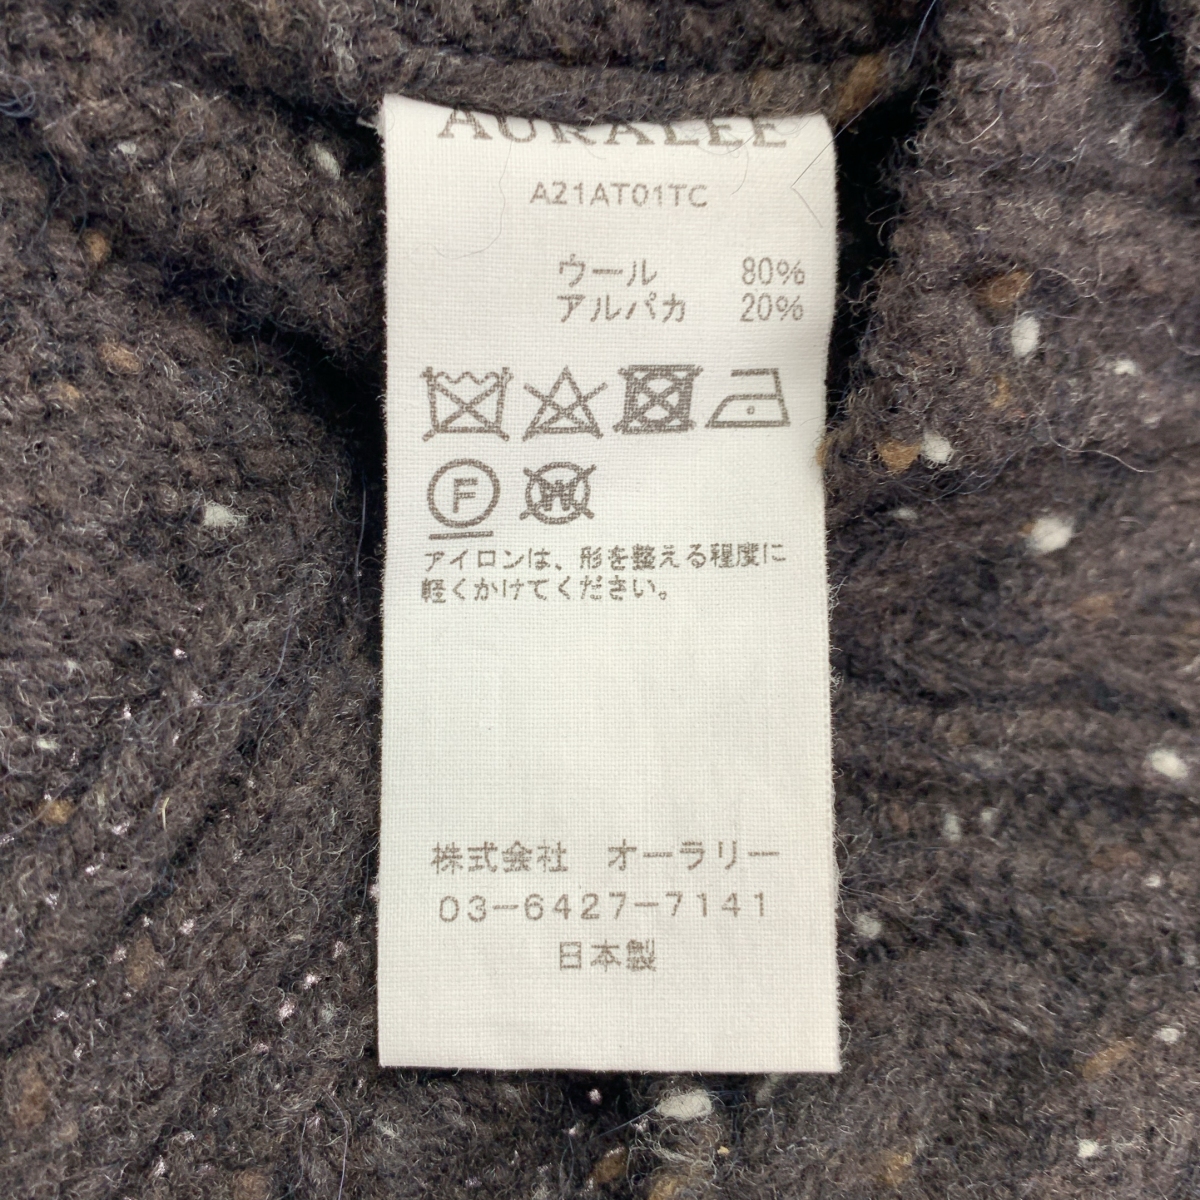 AURALEE
A21AT01TC
ウール 80%
アルパカ 20%
F W
アイロンは、形を整える程度に
軽くかけてください。
株式会社 オーラリー
03-6427-7141
日本製